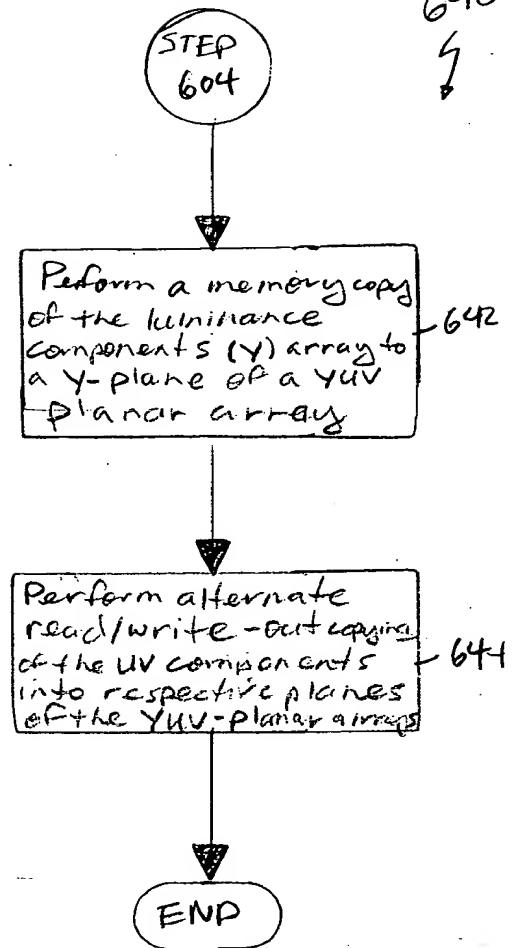 STEP
604
Perform a memory copy
of the luminance
components (Y) array to
a Y-plane of a YUV
planar array
642
Perform alternate
read/write-out copying
of the UV components
into respective planes
of the YUV-planar arrays
644
END